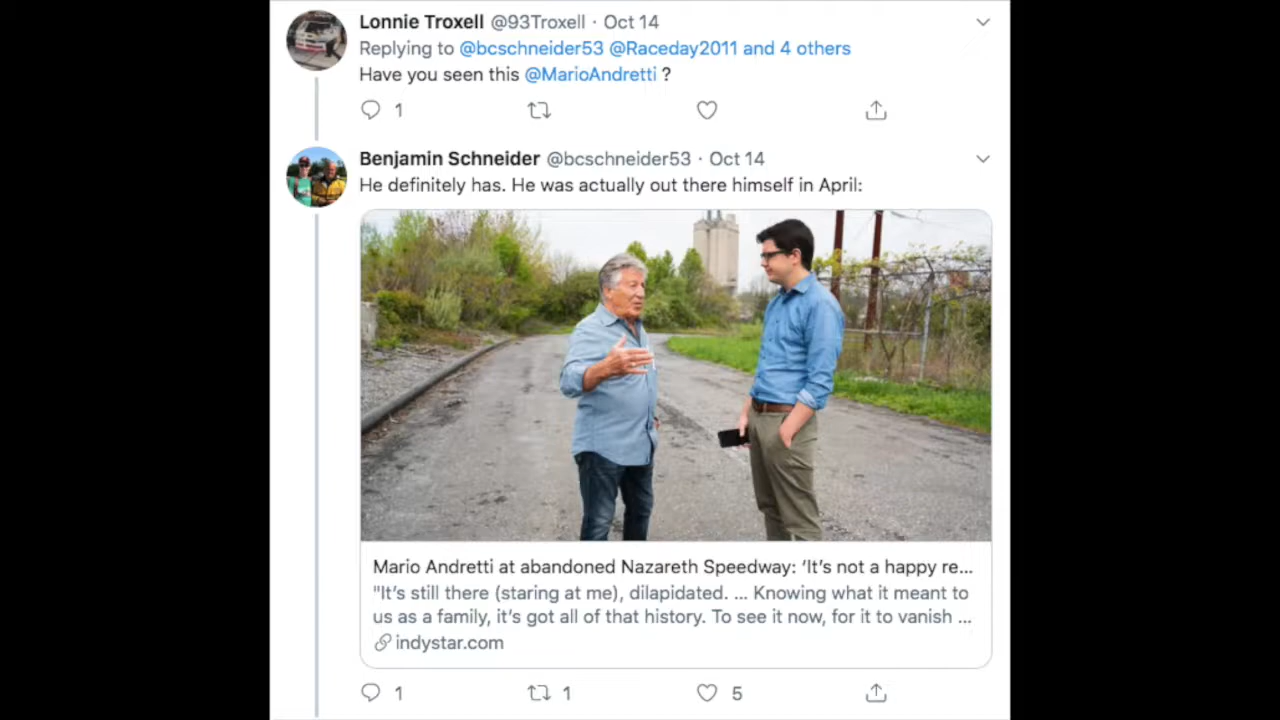 Lonnie Troxell @93Troxell · Oct 14
Replying to @bcschneider53 @Raceday2011 and 4 others
Have you seen this @MarioAndretti ?
1
Benjamin Schneider @bcschneider53 · Oct 14
He definitely has. He was actually out there himself in April:
Mario Andretti at abandoned Nazareth Speedway: ‘It’s not a happy re...
"It’s still there (staring at me), dilapidated. ... Knowing what it meant to
us as a family, it’s got all of that history. To see it now, for it to vanish ...
indystar.com
1 1 5